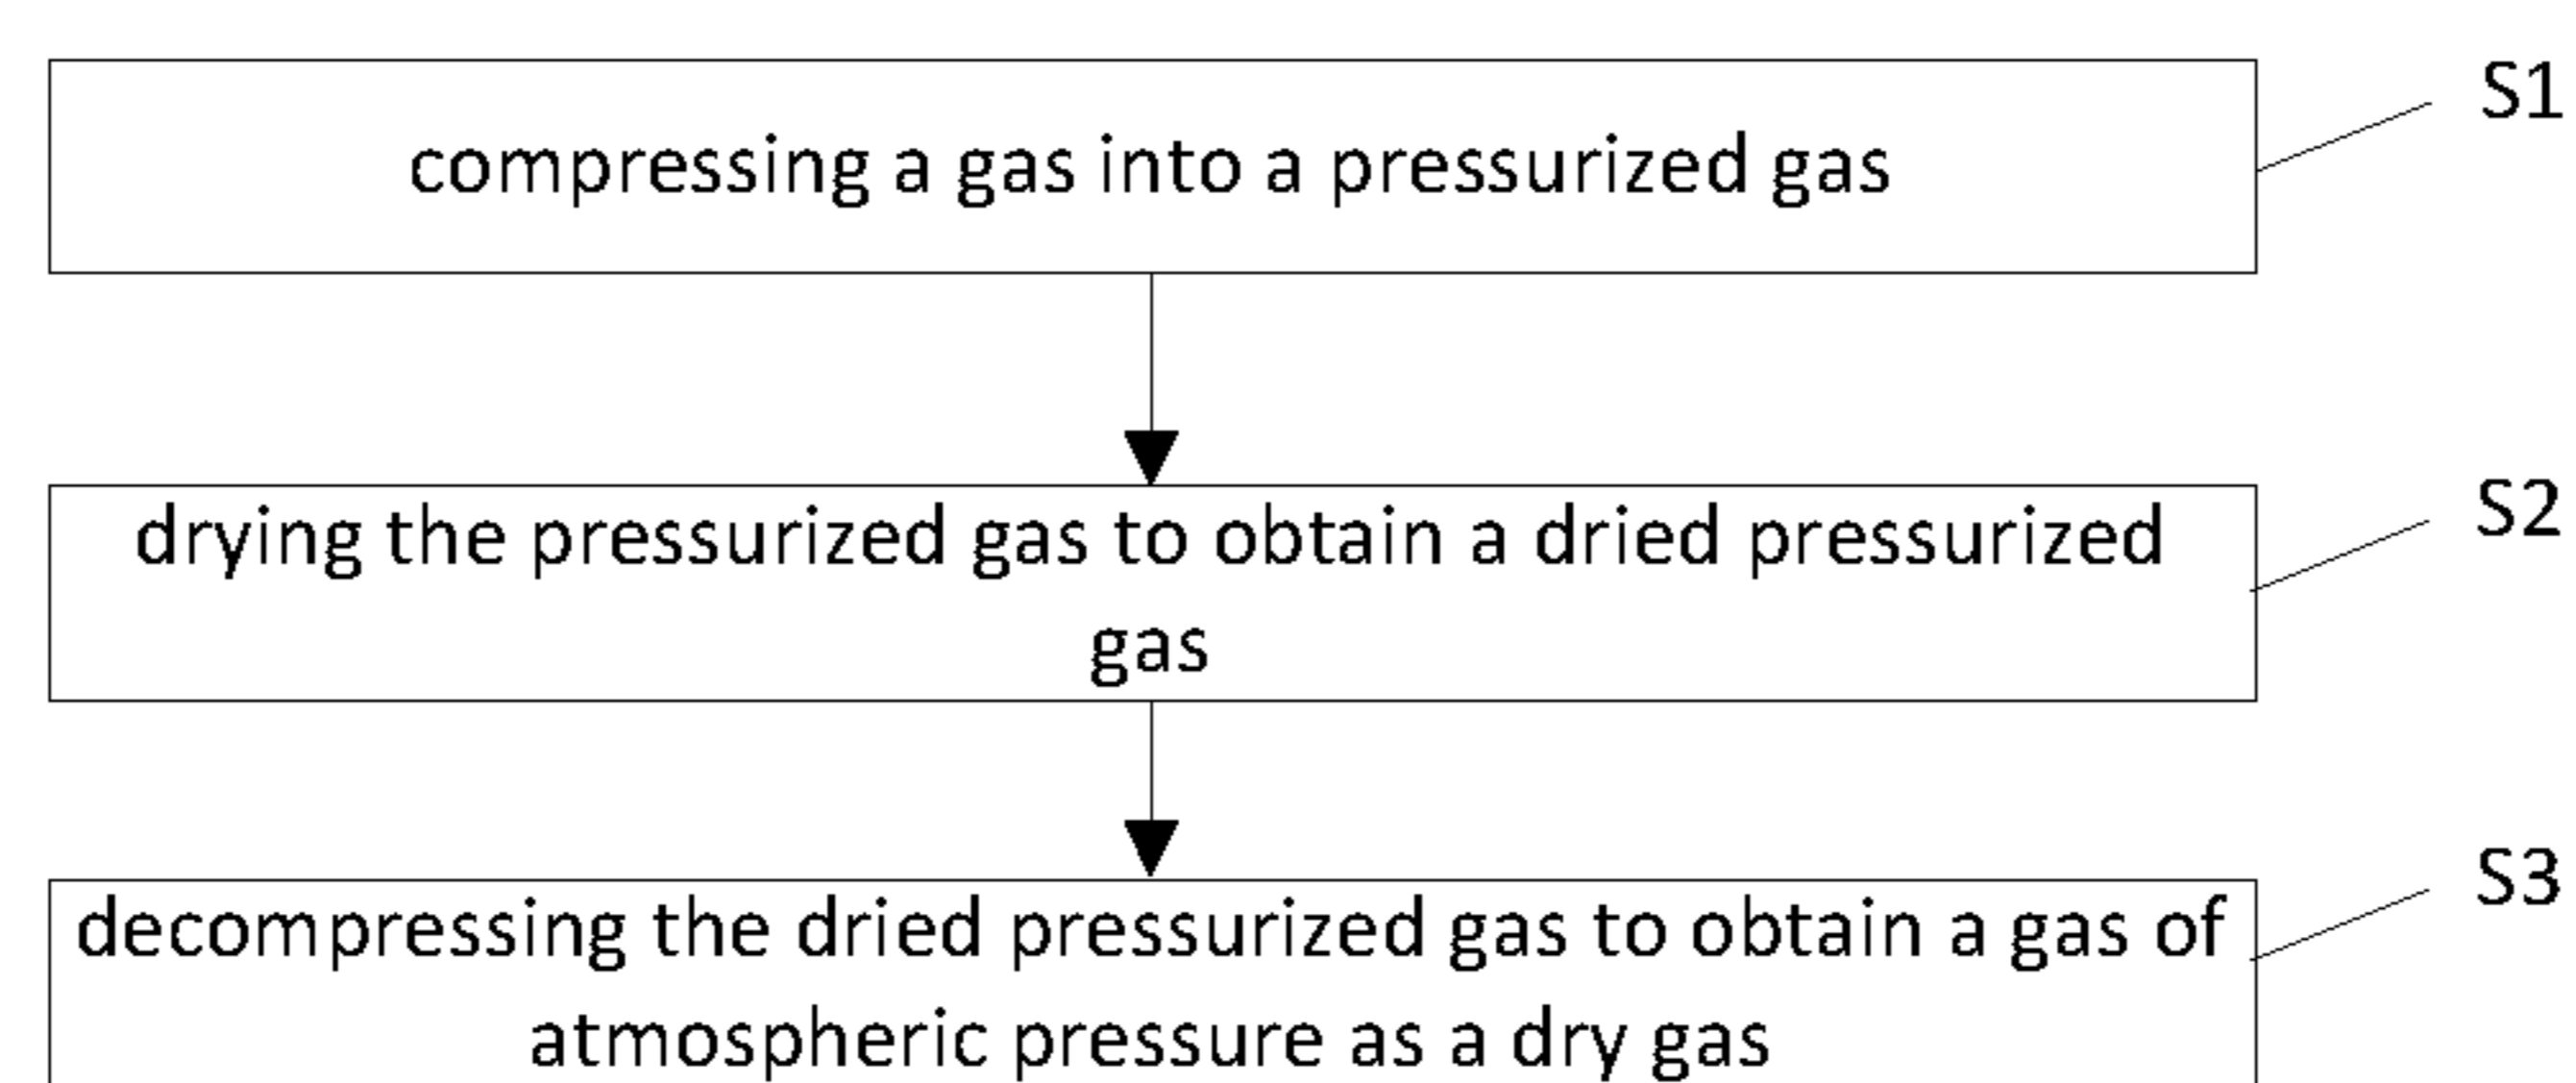 compressing a gas into a pressurized gas
S1
drying the pressurized gas to obtain a dried pressurized
gas
S2
decompressing the dried pressurized gas to obtain a gas of
atmospheric pressure as a dry gas
S3